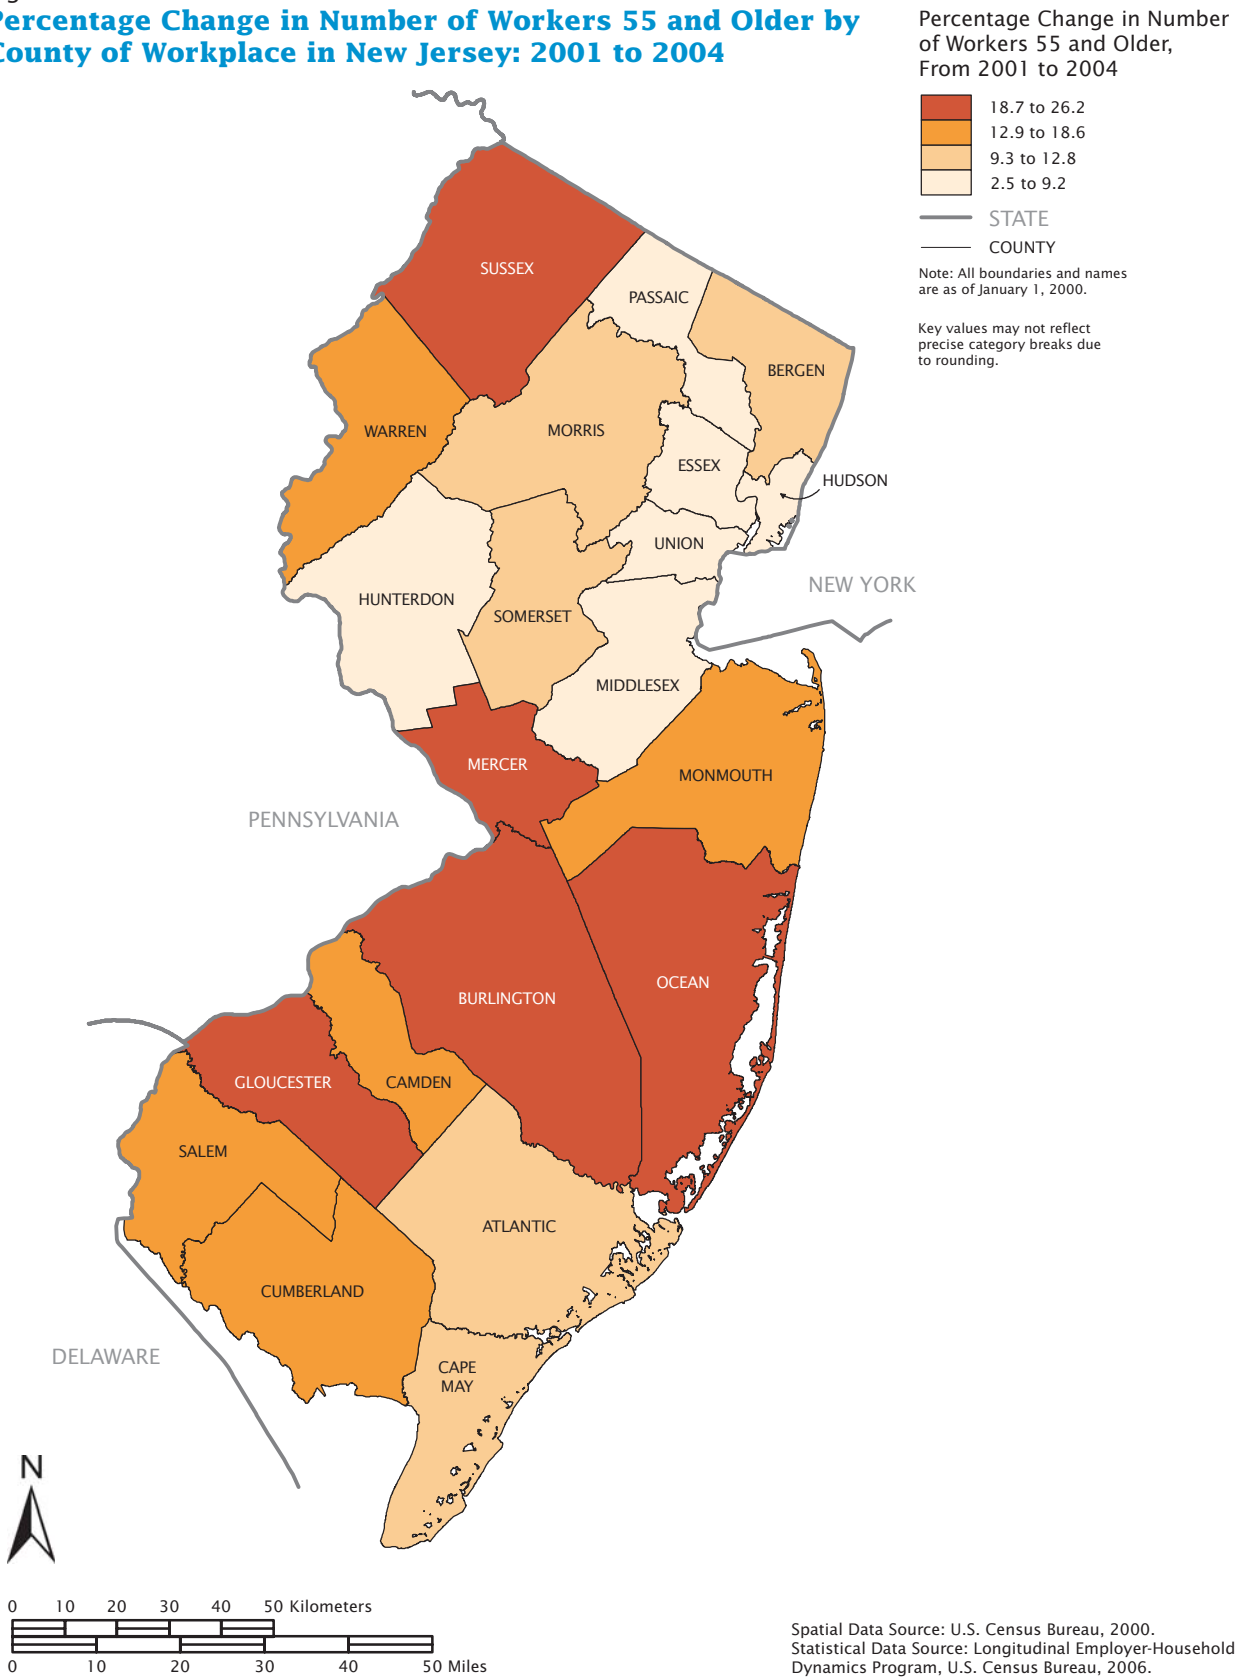 Percentage Change in Number of Workers 55 and Older by
County of Workplace in New Jersey: 2001 to 2004
Percentage Change in Number
of Workers 55 and Older,
From 2001 to 2004
18.7 to 26.2
12.9 to 18.6
9.3 to 12.8
2.5 to 9.2
STATE
COUNTY
Note: All boundaries and names
are as of January 1, 2000.
Key values may not reflect
precise category breaks due
to rounding.
SUSSEX
PASSAIC
BERGEN
WARREN
MORRIS
ESSEX
HUDSON
UNION
NEW YORK
HUNTERDON
SOMERSET
MIDDLESEX
MERCER
MONMOUTH
PENNSYLVANIA
OCEAN
BURLINGTON
GLOUCESTER
CAMDEN
SALEM
ATLANTIC
CUMBERLAND
DELAWARE
CAPE
MAY
N
0 10 20 30 40 50 Kilometers
0 10 20 30 40 50 Miles
Spatial Data Source: U.S. Census Bureau, 2000.
Statistical Data Source: Longitudinal Employer-Household
Dynamics Program, U.S. Census Bureau, 2006.